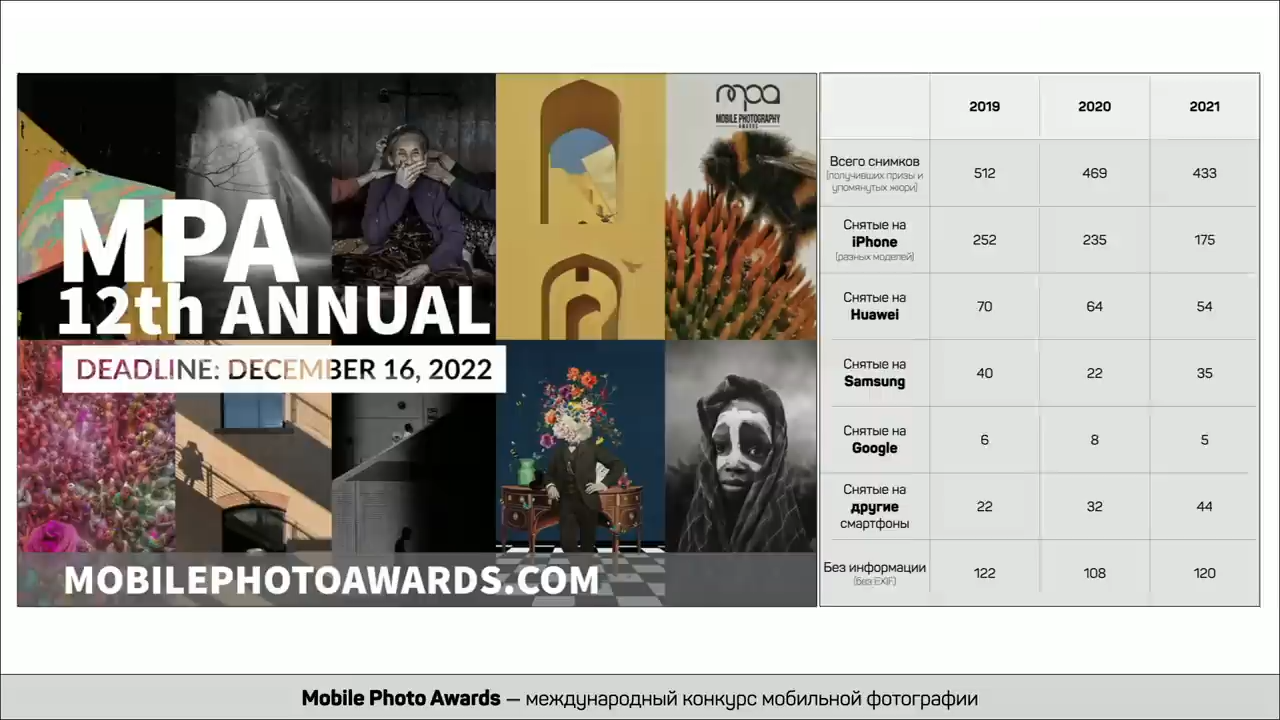 mpa
MOBILE PHOTOGRAPHY
AWARDS
MPA
12th ANNUAL
DEADLINE: DECEMBER 16, 2022
MOBILEPHOTOAWARDS.COM
2019 2020 2021
Всего снимков
(получивших призы и
упомянутых жюри)
512 469 433
Снятые на
iPhone
(разных моделей)
252 235 175
Снятые на
Huawei
70 64 54
Снятые на
Samsung
40 22 35
Снятые на
Google
6 8 5
Снятые на
другие
смартфоны
22 32 44
Без информации
(без EXIF)
122 108 120
Mobile Photo Awards — международный конкурс мобильной фотографии